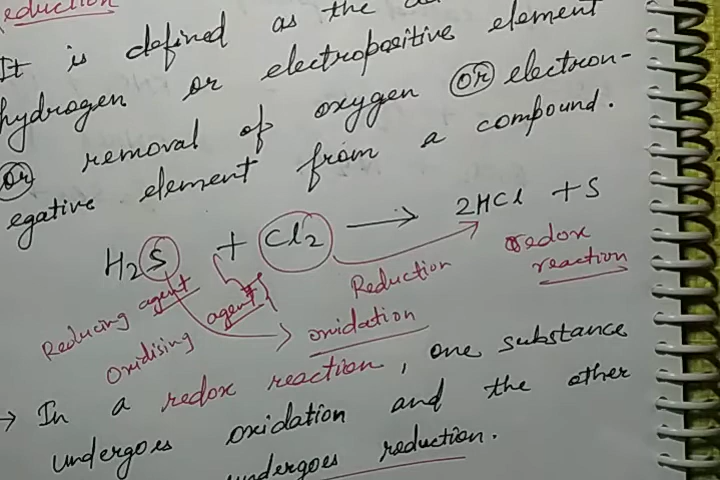 Reduction
It is defined as the
hydrogen or electropositive element
(or) removal of oxygen (or) electron-
egative element from a compound.
H2S + Cl2 → 2HCl + S
Reducing agent
Oxidising agent
Reduction
oxidation
redox
reaction
→ In a redox reaction, one substance
undergoes oxidation and the other
undergoes reduction.